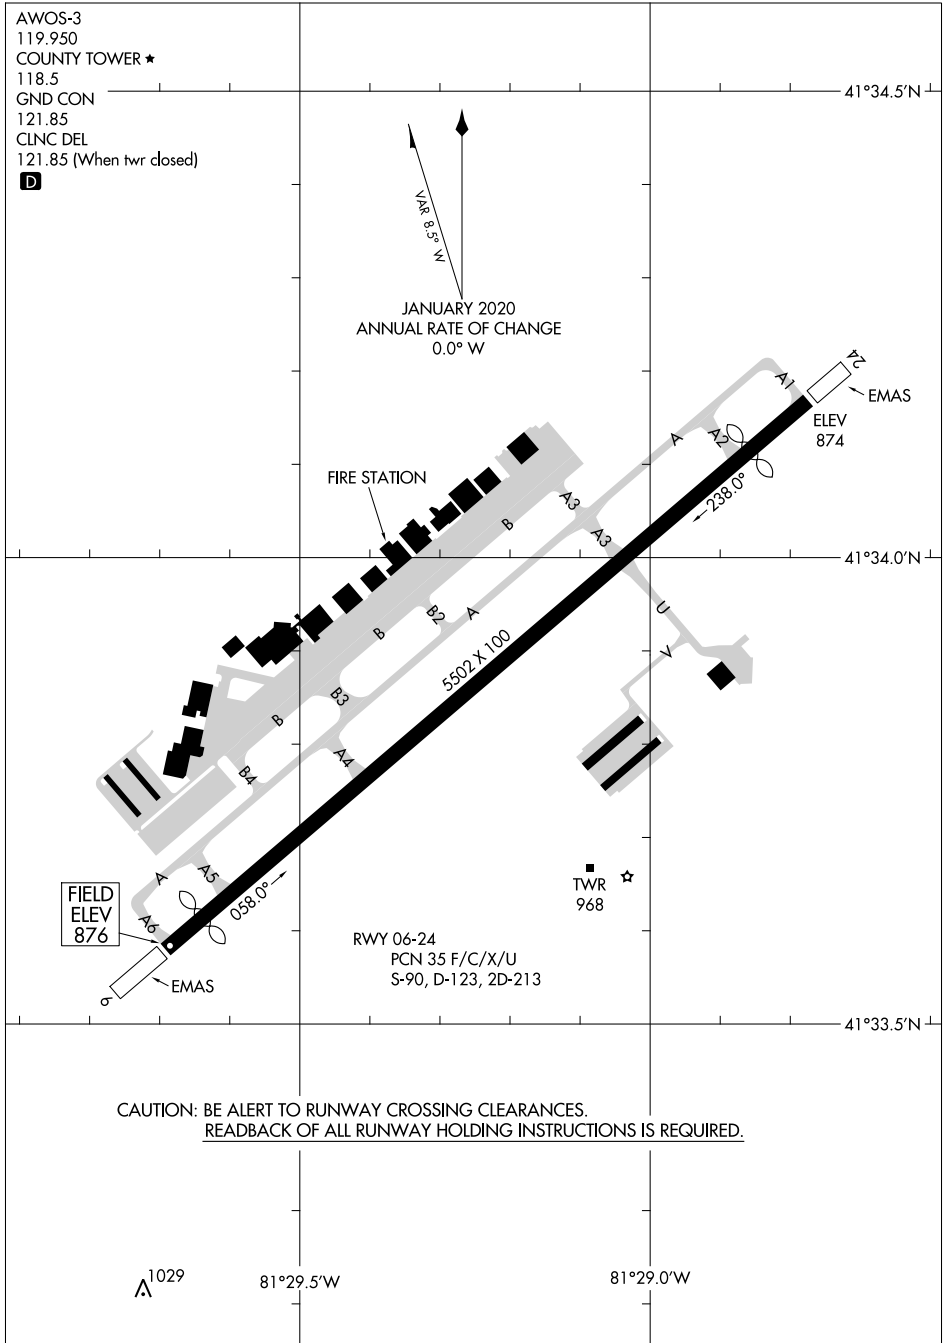 AWOS-3
119.950
COUNTY TOWER ★
118.5
GND CON
121.85
CLNC DEL
121.85 (When twr closed)
D
41°34.5'N
VAR 8.5° W
JANUARY 2020
ANNUAL RATE OF CHANGE
0.0° W
24
EMAS
A1
ELEV
874
A
A2
FIRE STATION
238.0°
A3
B
A3
41°34.0'N
U
B2
A
B
V
5502 X 100
B3
B
A4
B4
A
A5
TWR
968
058.0°
FIELD
ELEV
876
A6
RWY 06-24
PCN 35 F/C/X/U
S-90, D-123, 2D-213
EMAS
6
41°33.5'N
CAUTION: BE ALERT TO RUNWAY CROSSING CLEARANCES.
READBACK OF ALL RUNWAY HOLDING INSTRUCTIONS IS REQUIRED.
1029
81°29.5'W
81°29.0'W